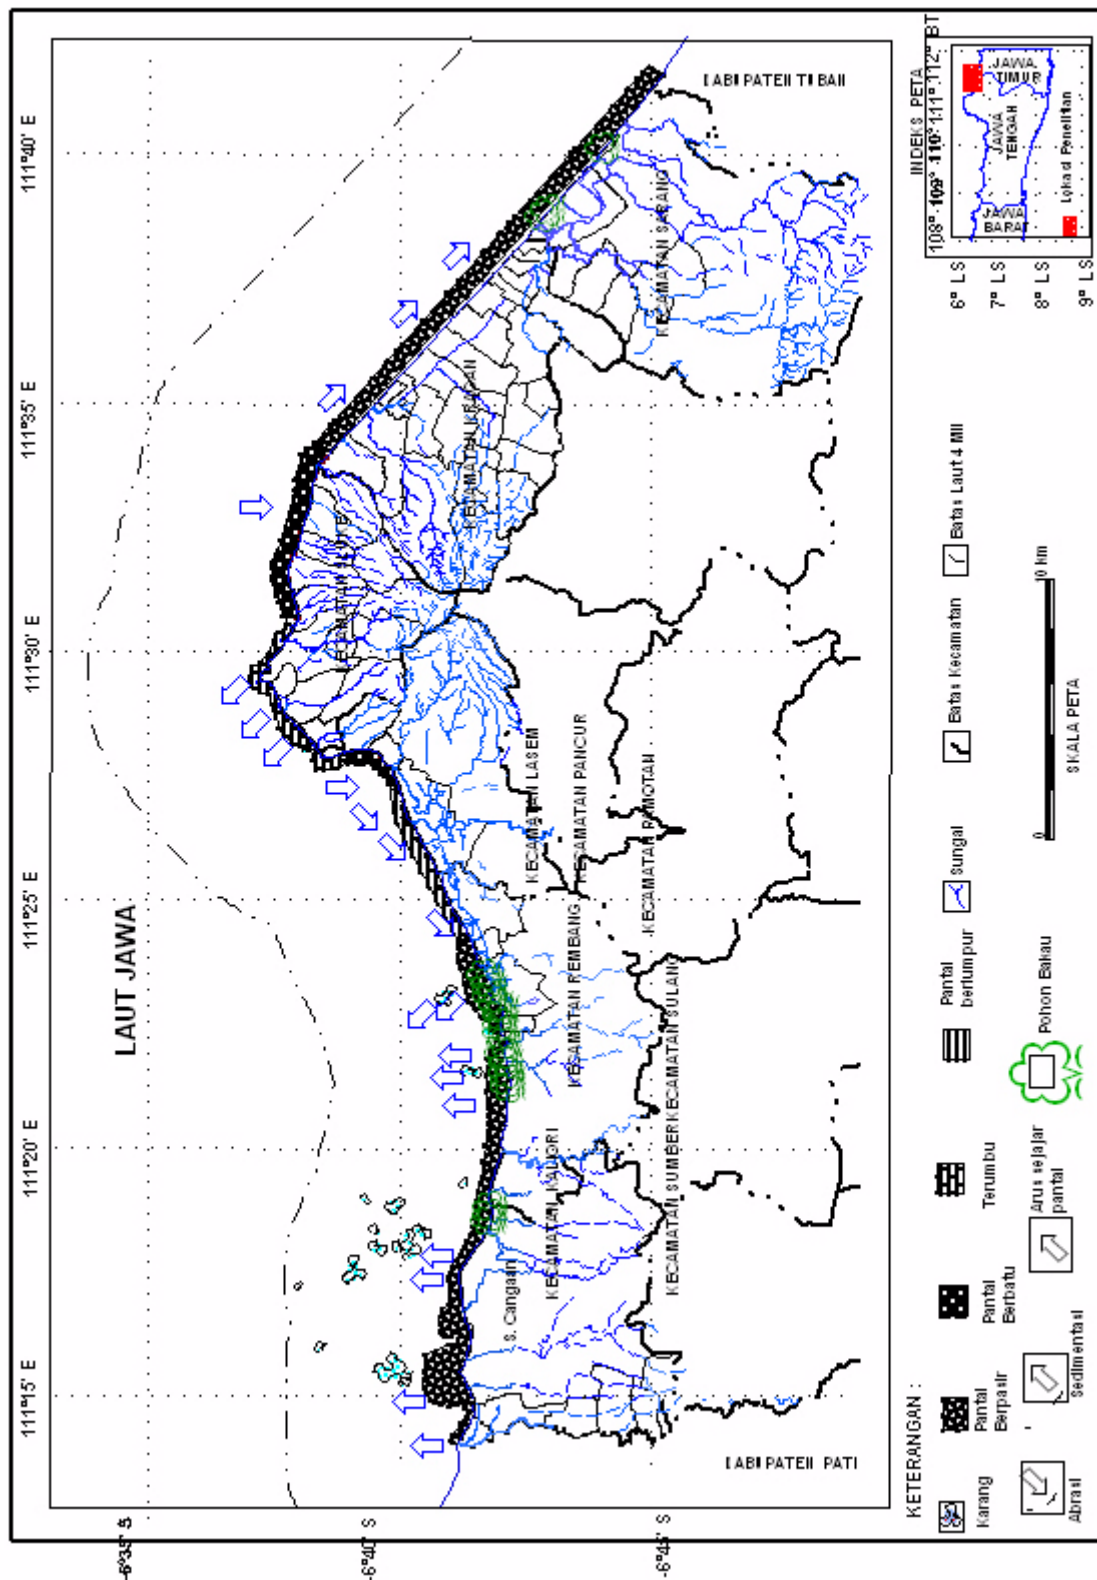 111°15' E
111°20' E
111°25' E
111°30' E
111°35' E
111°40' E
-6°35' S
-6°40' S
-6°45' S
LAUT JAWA
KECAMATAN SLUKE
KECAMATAN KRAGAN
KECAMATAN SARANG
KECAMATAN LASEM
KECAMATAN PANCUR
KECAMATAN PAMOTAN
KECAMATAN REMBANG
KECAMATAN KALIORI
KECAMATAN SUMBER
KECAMATAN SULANG
S. Cangaan
KETERANGAN :
Karang
Pantai
Berpasir
Pantai
Berbatu
Terumbu
Pantai
berlumpur
Sungai
Batas Kecamatan
Batas Laut 4 Mil
Abrasi
Sedimentasi
Arus sejajar
pantai
Pohon Bakau
0
0 km
SKALA PETA
INDEKS PETA
108° 109° 110° 111° 112° BT
6° LS
7° LS
8° LS
9° LS
JAWA
BARAT
JAWA
TENGAH
JAWA
TIMUR
Lokasi Penelitian